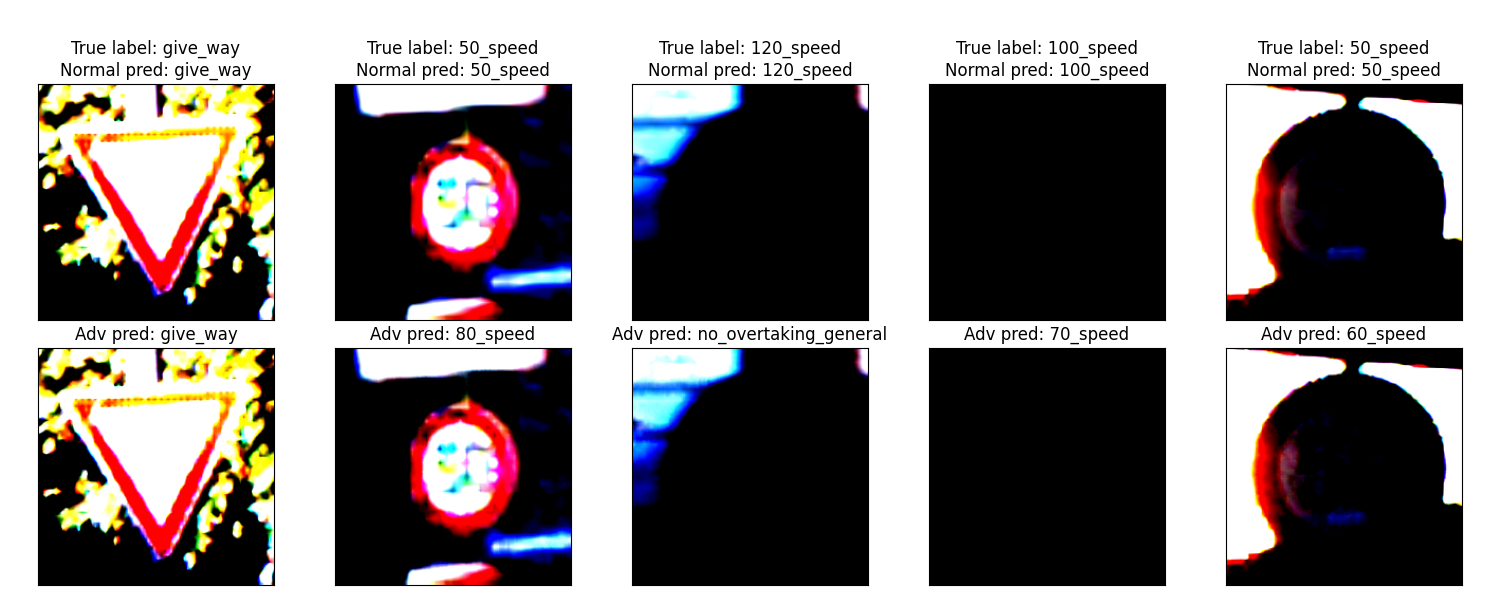 True label: give_way
Normal pred: give_way
True label: 50_speed
Normal pred: 50_speed
True label: 120_speed
Normal pred: 120_speed
True label: 100_speed
Normal pred: 100_speed
True label: 50_speed
Normal pred: 50_speed
Adv pred: give_way
Adv pred: 80_speed
Adv pred: no_overtaking_general
Adv pred: 70_speed
Adv pred: 60_speed